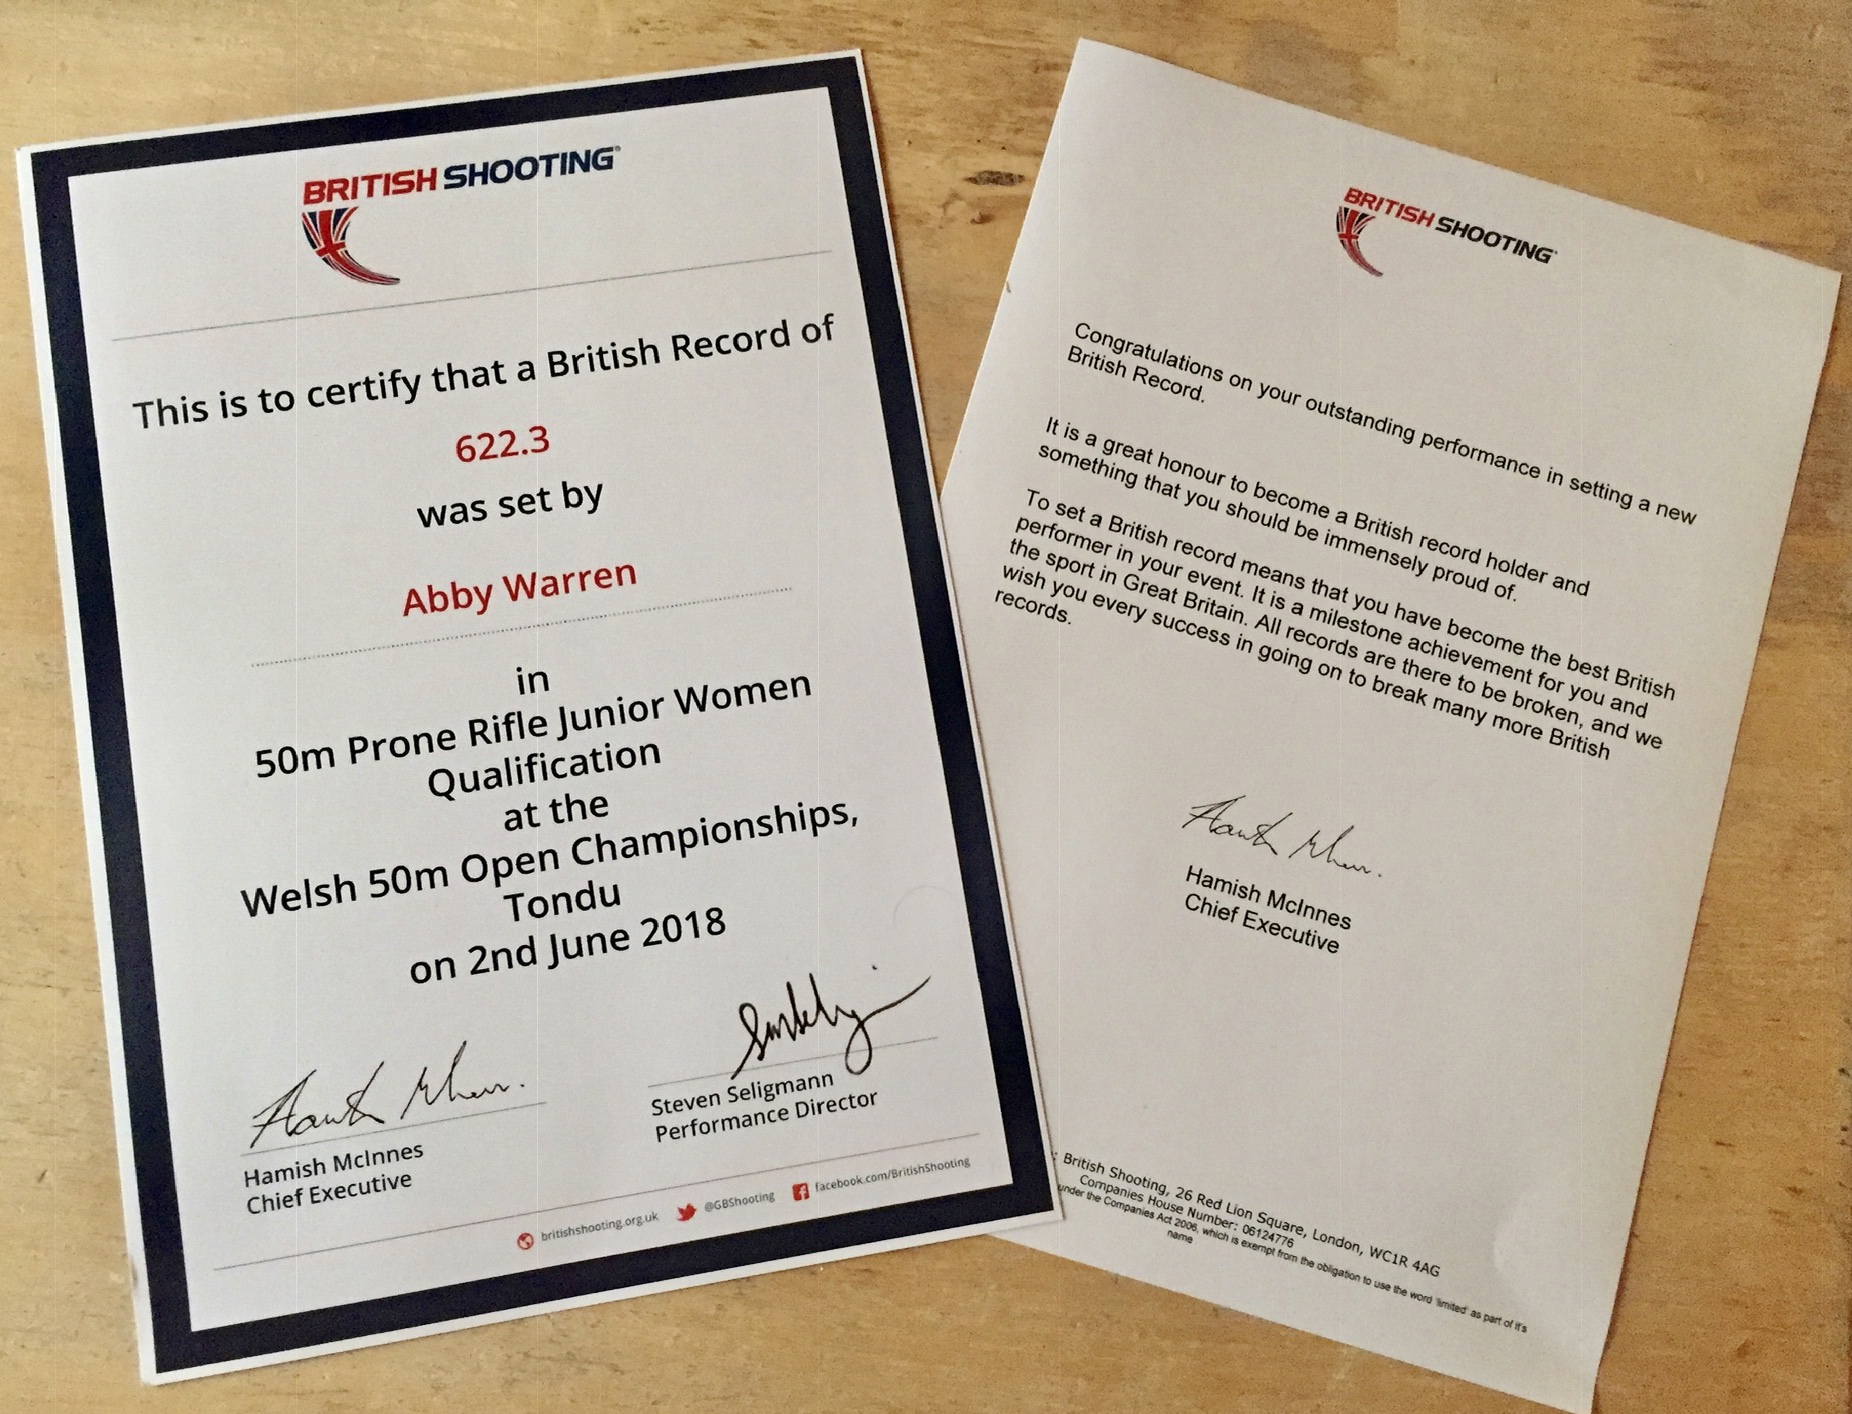 BRITISH SHOOTING
This is to certify that a British Record of
622.3
was set by
Abby Warren
in
50m Prone Rifle Junior Women
Qualification
at the
Welsh 50m Open Championships,
Tondu
on 2nd June 2018
Hamish McInnes
Chief Executive
Steven Seligmann
Performance Director
britishshooting.org.uk
@GBShooting
facebook.com/BritishShooting
BRITISH SHOOTING
Congratulations on your outstanding performance in setting a new
British Record.
It is a great honour to become a British record holder and
something that you should be immensely proud of.
To set a British record means that you have become the best British
performer in your event. It is a milestone achievement for you and
the sport in Great Britain. All records are there to be broken, and we
wish you every success in going on to break many more British
records.
Hamish McInnes
Chief Executive
: British Shooting, 26 Red Lion Square, London, WC1R 4AG
Companies House Number: 06124776
under the Companies Act 2006, which is exempt from the obligation to use the word 'limited' as part of it's
name